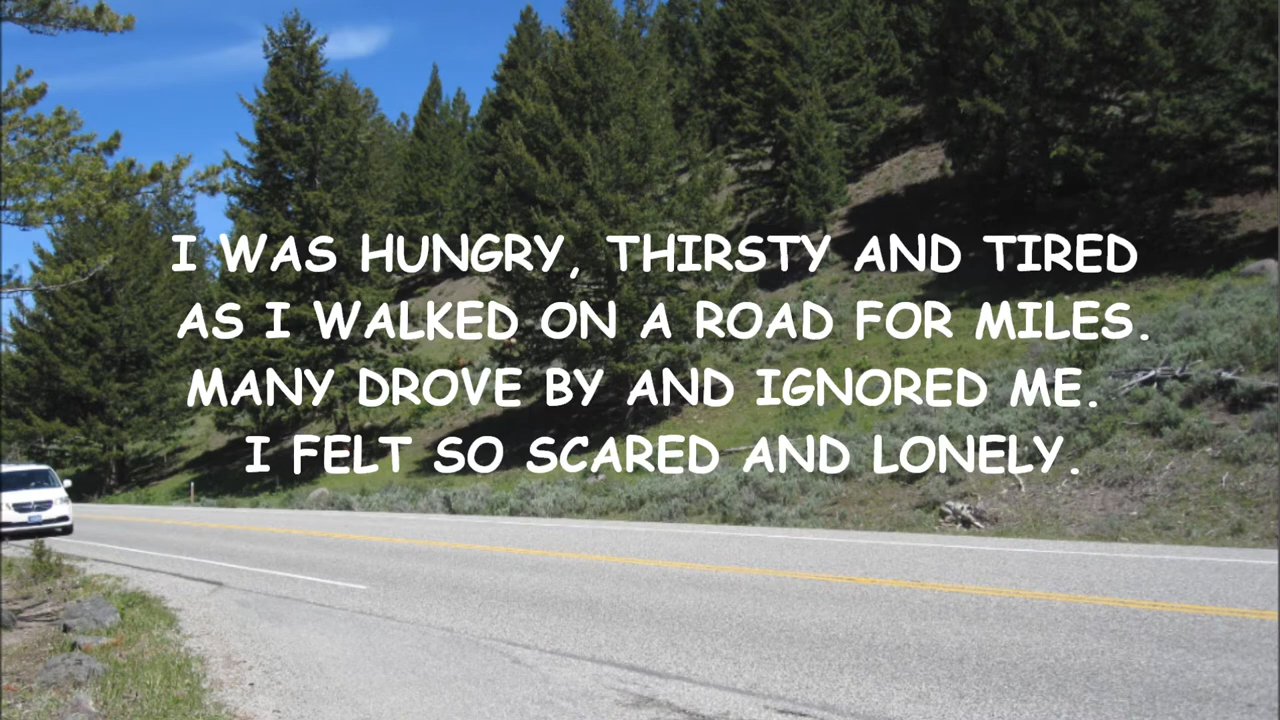 I WAS HUNGRY, THIRSTY AND TIRED
AS I WALKED ON A ROAD FOR MILES.
MANY DROVE BY AND IGNORED ME.
I FELT SO SCARED AND LONELY.